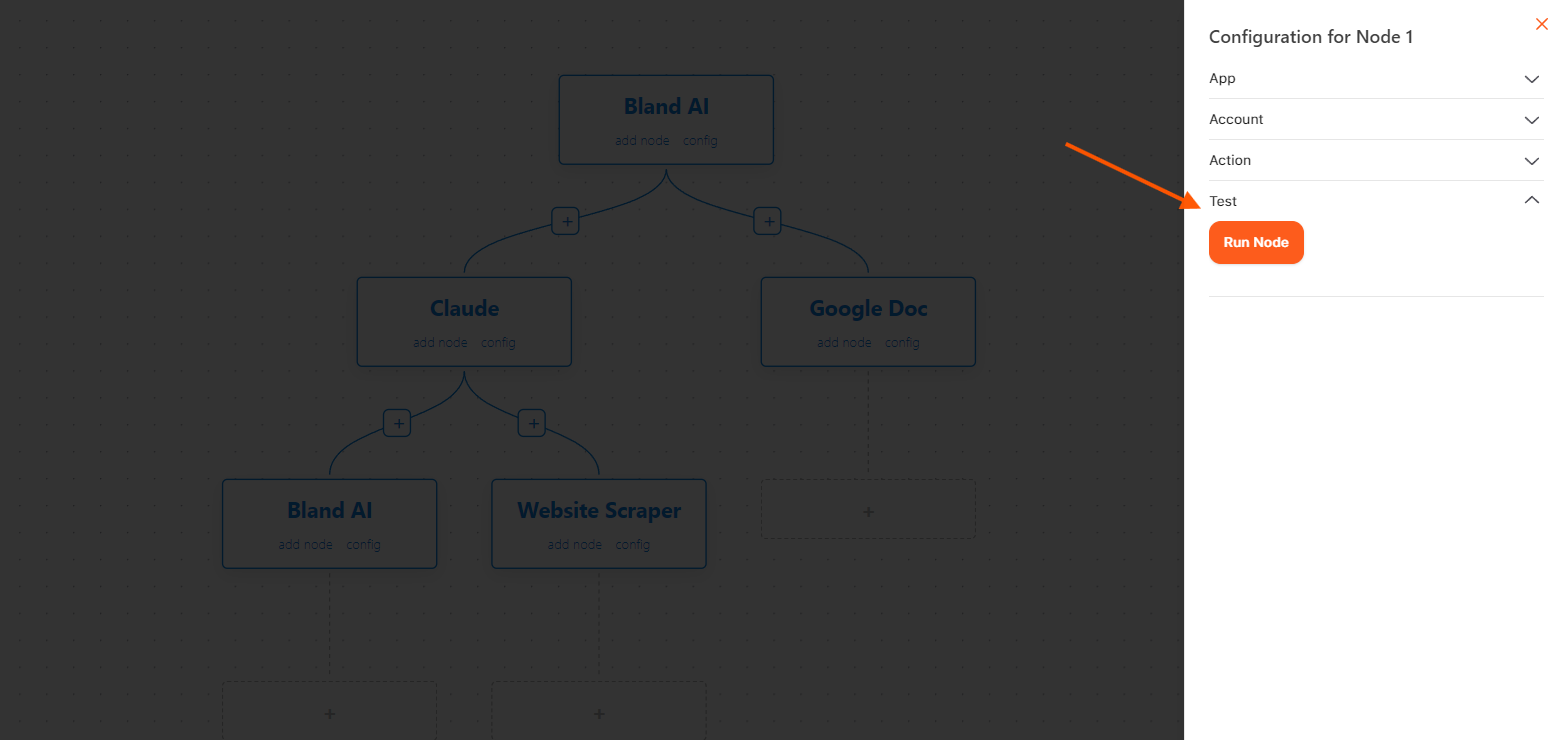 Configuration for Node 1
App
Account
Action
Test
Run Node
Bland AI
add node config
+ +
Claude
add node config
Google Doc
add node config
+ +
Bland AI
add node config
Website Scraper
add node config
+
+ +